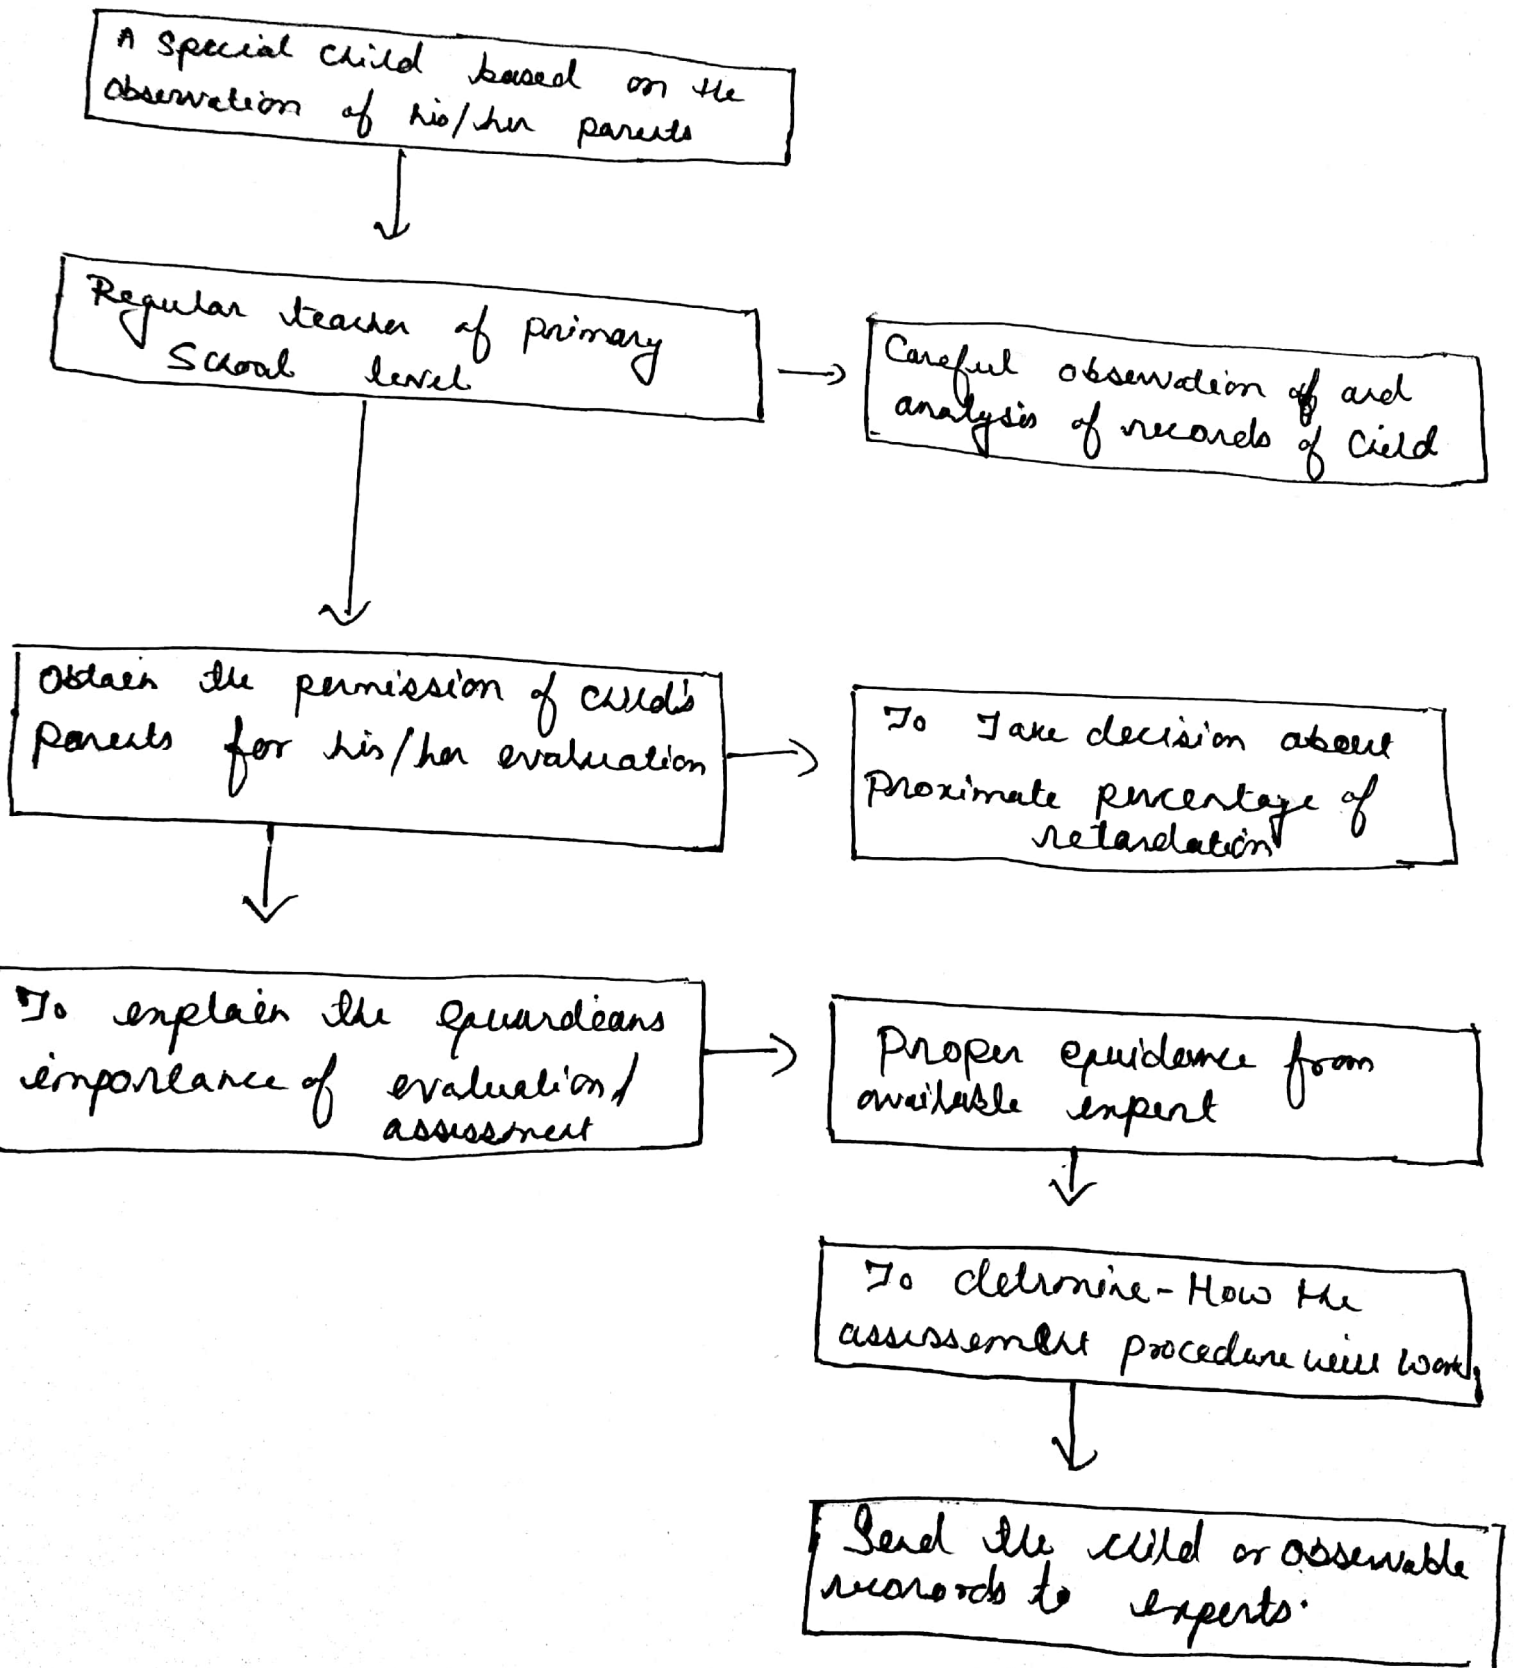 A Special Child based on the
observation of his/her parents
Regular teacher of primary
School level
Careful observation of and
analysis of records of Child
Obtain the permission of Child's
parents for his/her evaluation
To Take decision about
proximate percentage of
retardation
To explain the guardians
importance of evaluation/
assessment
Proper guidance from
available expert
To detrmine - How the
assissement procedure will work
Send the child or observable
records to experts.